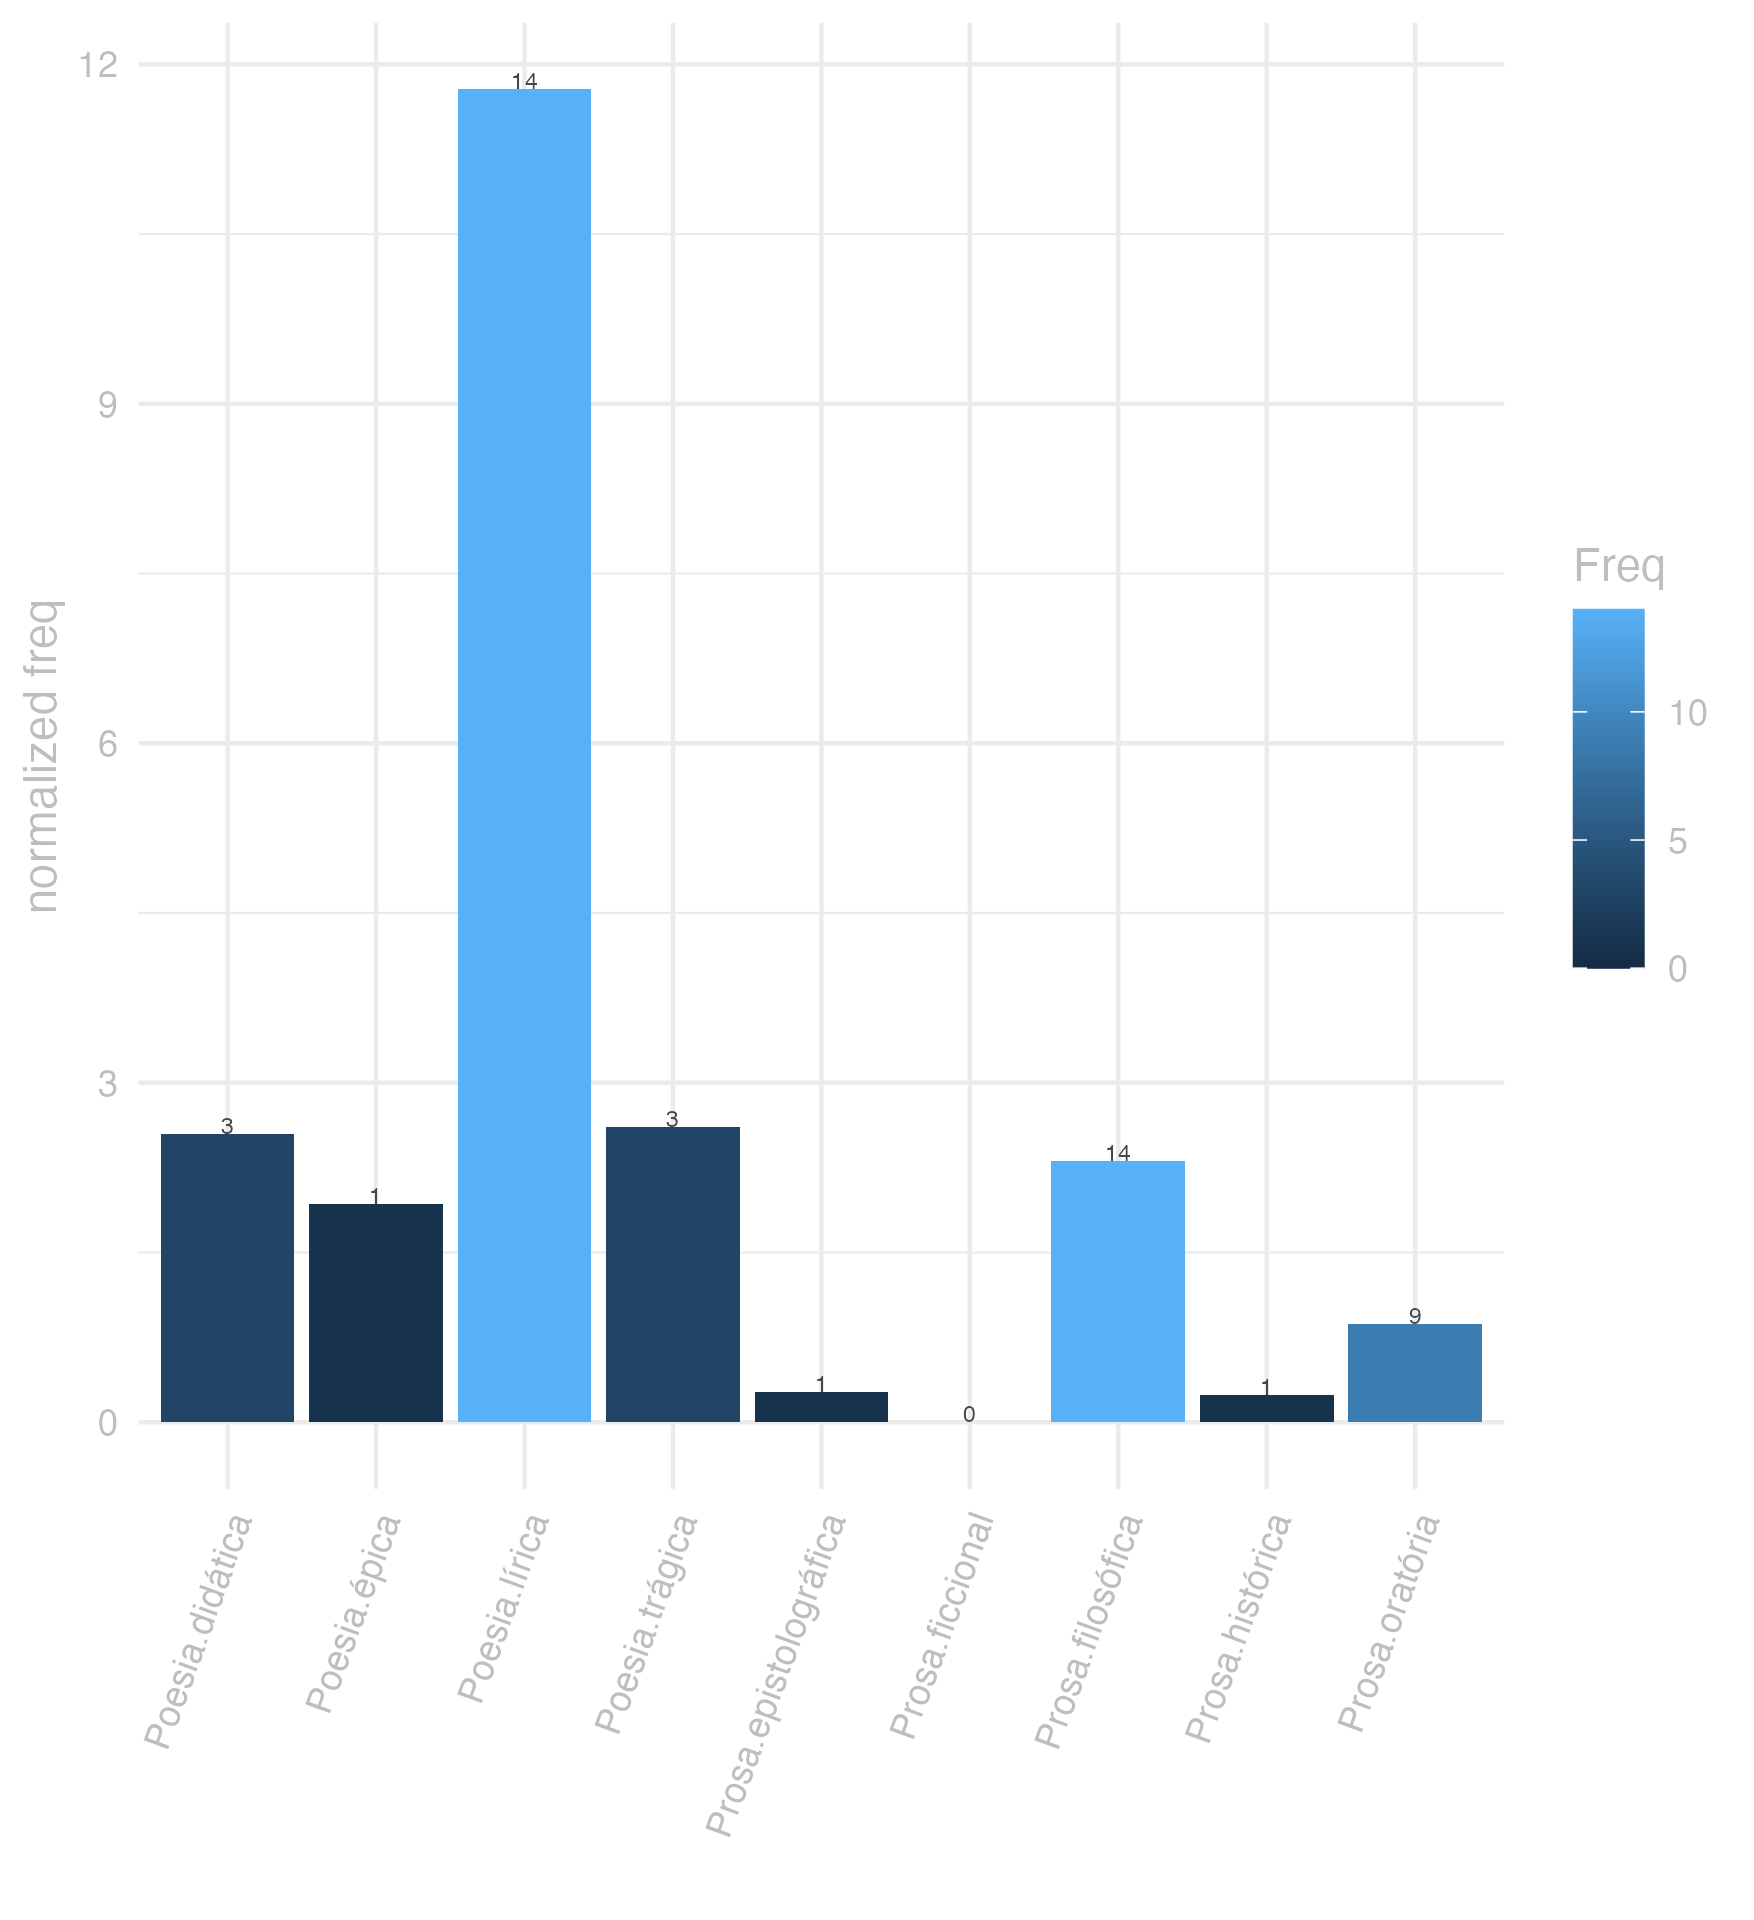 normalized freq
12
9
6
3
0
3
1
14
3
1
0
14
1
9
Poesia.didática
Poesia.épica
Poesia.lírica
Poesia.trágica
Prosa.epistolográfica
Prosa.ficcional
Prosa.filosófica
Prosa.histórica
Prosa.oratória
Freq
10
5
0